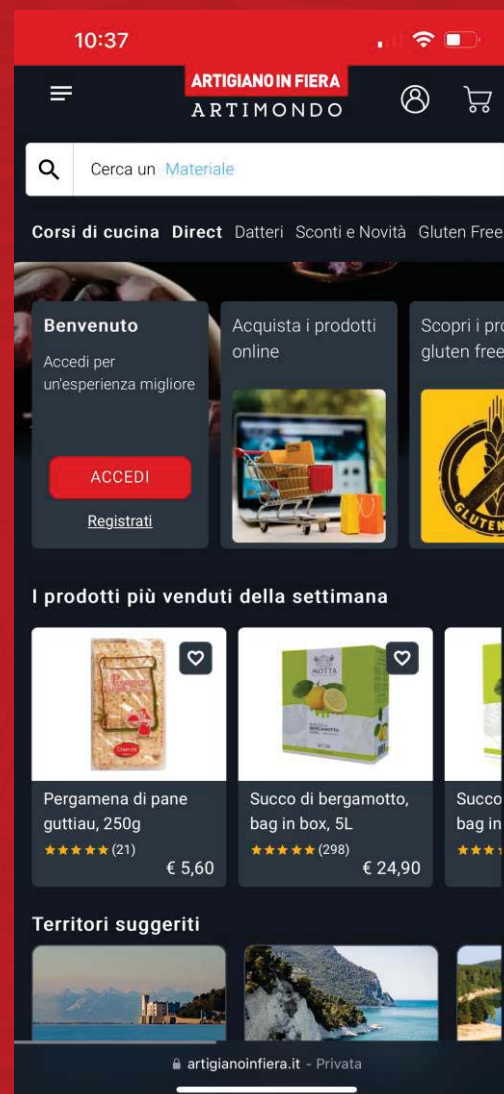 10:37
ARTIGIANO IN FIERA
ARTIMONDO
Cerca un Materiale
Corsi di cucina Direct Datteri Sconti e Novità Gluten Free
Benvenuto
Accedi per
un'esperienza migliore
ACCEDI
Registrati
Acquista i prodotti
online
Scopri i pro
gluten free
GLUTEN
I prodotti più venduti della settimana
Pergamena di pane
guttiau, 250g
(21)
€ 5,60
MOTTA
BERGAMOTTO
Succo di bergamotto,
bag in box, 5L
(298)
€ 24,90
Succo
bag in
Territori suggeriti
artigianoinfiera.it - Privata